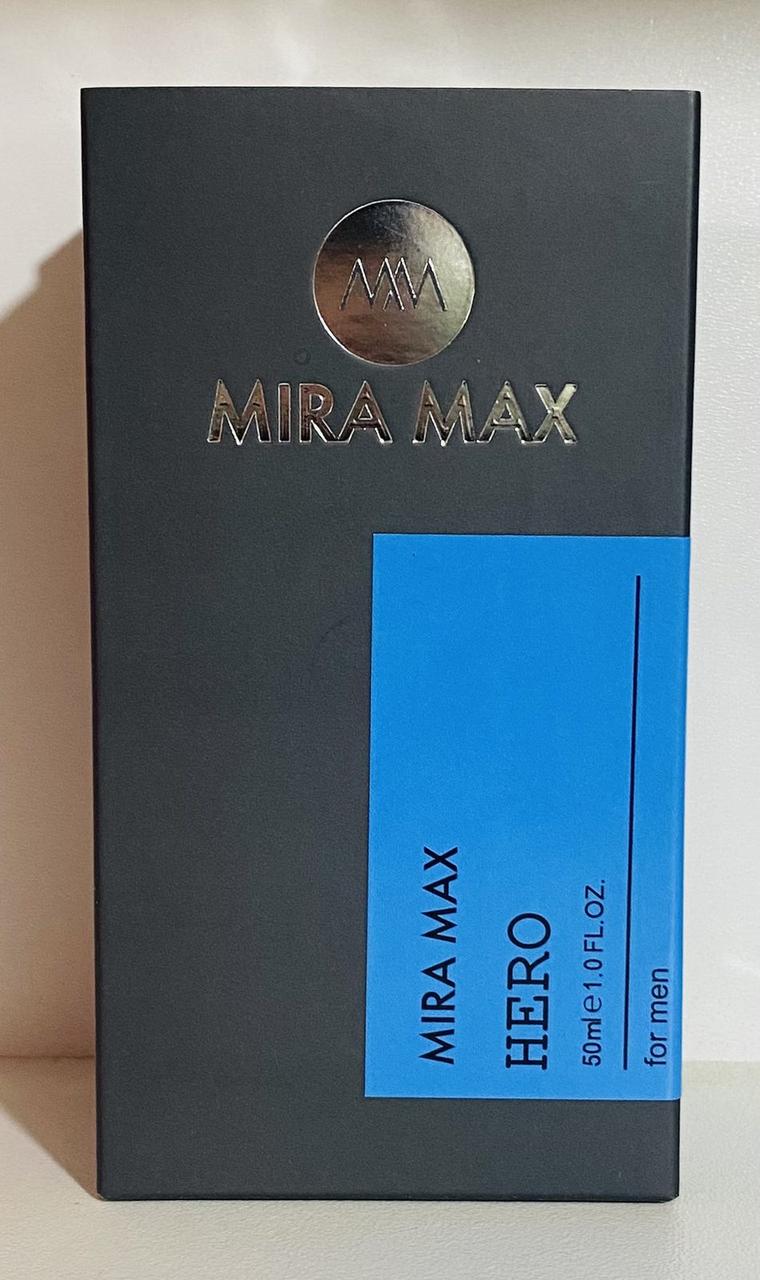 MM
MIRA MAX
MIRA MAX
HERO
50ml e 1.0 FL.OZ.
for men